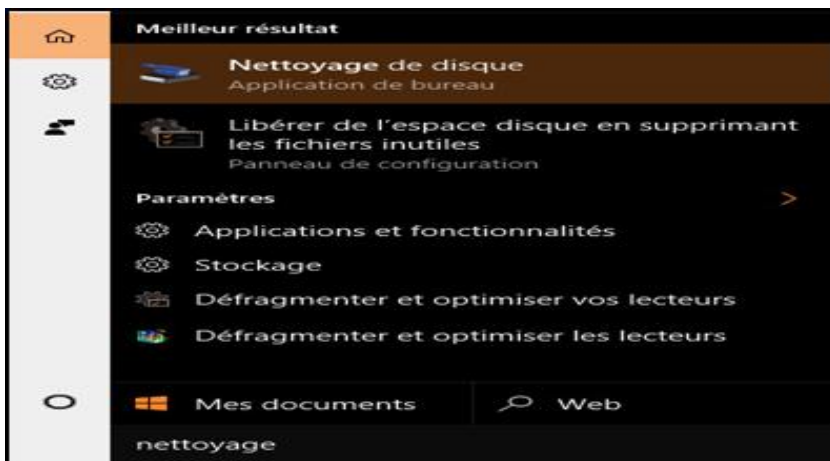 Meilleur résultat
Nettoyage de disque
Application de bureau
Libérer de l'espace disque en supprimant
les fichiers inutiles
Panneau de configuration
Paramètres
Applications et fonctionnalités
Stockage
Défragmenter et optimiser vos lecteurs
Défragmenter et optimiser les lecteurs
Mes documents
Web
nettoyage